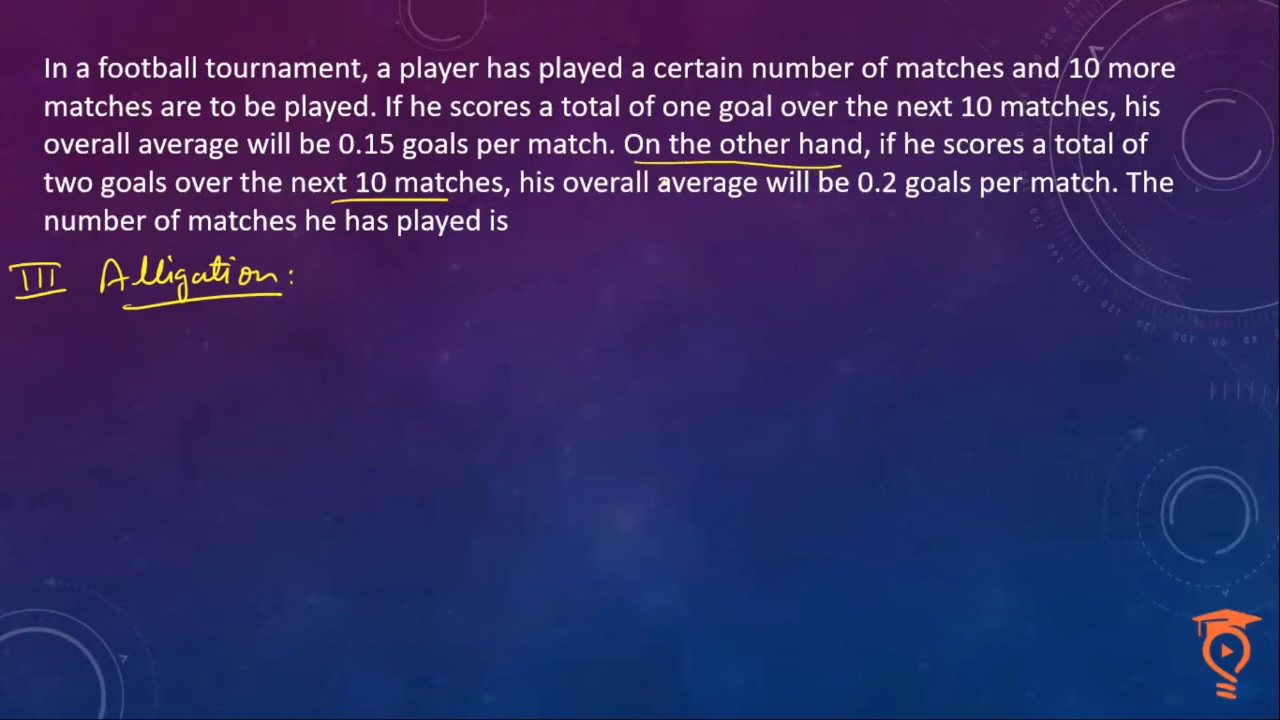 In a football tournament, a player has played a certain number of matches and 10 more
matches are to be played. If he scores a total of one goal over the next 10 matches, his
overall average will be 0.15 goals per match. On the other hand, if he scores a total of
two goals over the next 10 matches, his overall average will be 0.2 goals per match. The
number of matches he has played is
III Alligation: